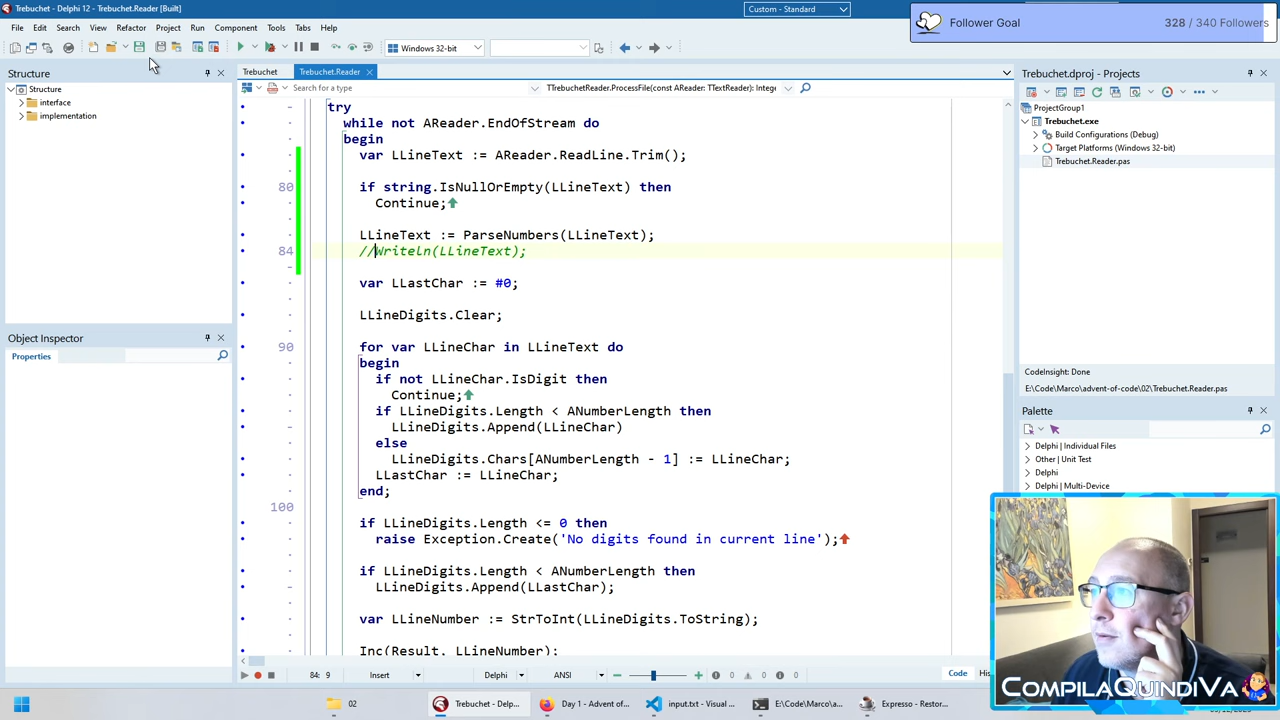 Trebuchet - Delphi 12 - Trebuchet.Reader [Built]
Custom - Standard
Follower Goal
328 / 340 Followers
File Edit Search View Refactor Project Run Component Tools Tabs Help
Windows 32-bit
Structure
Structure
interface
implementation
Object Inspector
Properties
Trebuchet
Trebuchet.Reader
Search for a type
TTrebuchetReader.ProcessFile(const AReader: TTextReader): Integ
try
while not AReader.EndOfStream do
begin
var LLineText := AReader.ReadLine.Trim();
80
if string.IsNullOrEmpty(LLineText) then
Continue;
LLineText := ParseNumbers(LLineText);
84
//Writeln(LLineText);
var LLastChar := #0;
LLineDigits.Clear;
90
for var LLineChar in LLineText do
begin
if not LLineChar.IsDigit then
Continue;
if LLineDigits.Length < ANumberLength then
LLineDigits.Append(LLineChar)
else
LLineDigits.Chars[ANumberLength - 1] := LLineChar;
LLastChar := LLineChar;
end;
100
if LLineDigits.Length <= 0 then
raise Exception.Create('No digits found in current line');
if LLineDigits.Length < ANumberLength then
LLineDigits.Append(LLastChar);
var LLineNumber := StrToInt(LLineDigits.ToString);
Inc(Result, LLineNumber);
84: 9
Insert
Delphi
ANSI
0
0
0
Code
His
Trebuchet.dproj - Projects
ProjectGroup1
Trebuchet.exe
Build Configurations (Debug)
Target Platforms (Windows 32-bit)
Trebuchet.Reader.pas
CodeInsight: Done
E:\Code\Marco\advent-of-code\02\Trebuchet.Reader.pas
Palette
Delphi | Individual Files
Other | Unit Test
Delphi
Delphi | Multi-Device
COMPILAQUINDIVA
02
Trebuchet - Delp...
Day 1 - Advent of...
input.txt - Visual ...
E:\Code\Marco\a...
Expresso - Restor...